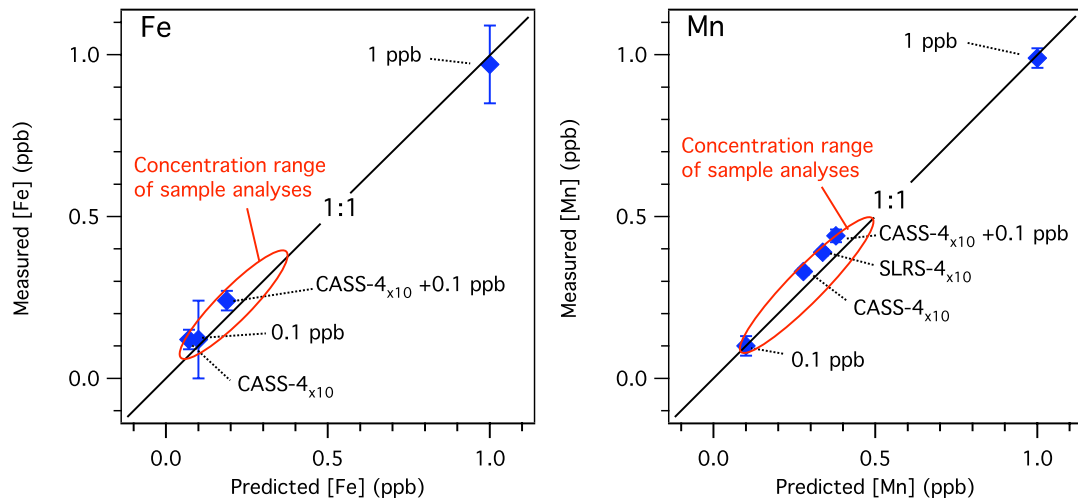 Fe
Measured [Fe] (ppb)
1.0
0.5
0.0
1 ppb
Concentration range
of sample analyses
1:1
CASS-4x10 +0.1 ppb
0.1 ppb
CASS-4x10
0.0
0.5
1.0
Predicted [Fe] (ppb)
Mn
Measured [Mn] (ppb)
1.0
0.5
0.0
1 ppb
Concentration range
of sample analyses
1:1
CASS-4x10 +0.1 ppb
SLRS-4x10
CASS-4x10
0.1 ppb
0.0
0.5
1.0
Predicted [Mn] (ppb)